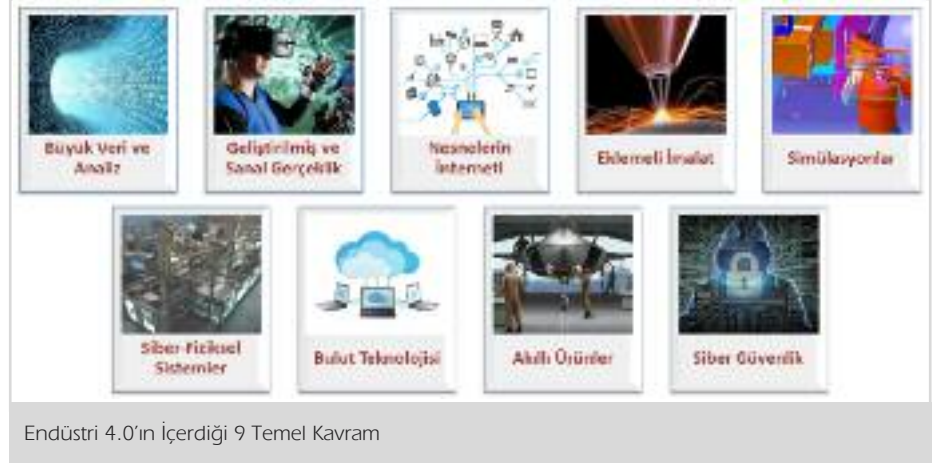 Büyük Veri ve
Analiz
Geliştirilmiş ve
Sanal Gerçeklik
Nesnelerin
İnterneti
Eklemeli İmalat
Simülasyonlar
Siber-Fiziksel
Sistemler
Bulut Teknolojisi
Akıllı Ürünler
Siber Güvenlik
Endüstri 4.0’ın İçerdiği 9 Temel Kavram